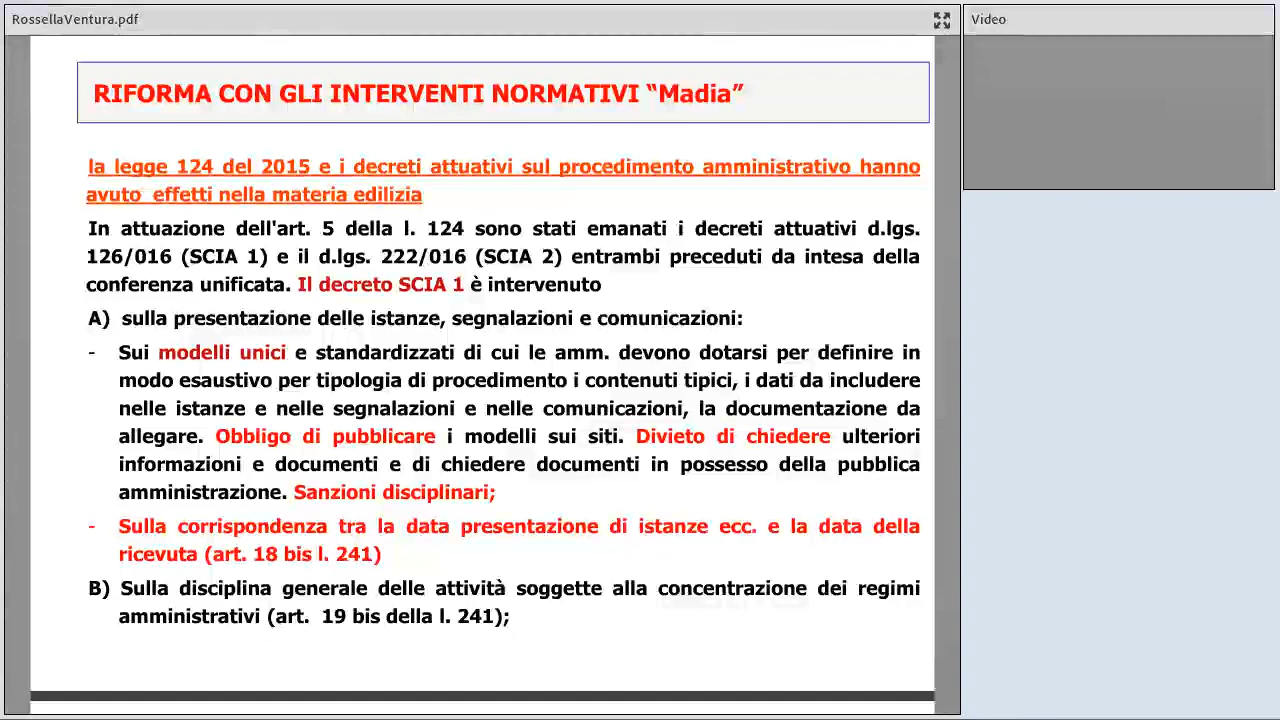 RossellaVentura.pdf
Video
RIFORMA CON GLI INTERVENTI NORMATIVI “Madia”
la legge 124 del 2015 e i decreti attuativi sul procedimento amministrativo hanno
avuto effetti nella materia edilizia
In attuazione dell'art. 5 della l. 124 sono stati emanati i decreti attuativi d.lgs.
126/016 (SCIA 1) e il d.lgs. 222/016 (SCIA 2) entrambi preceduti da intesa della
conferenza unificata. Il decreto SCIA 1 è intervenuto
A) sulla presentazione delle istanze, segnalazioni e comunicazioni:
- Sui modelli unici e standardizzati di cui le amm. devono dotarsi per definire in
modo esaustivo per tipologia di procedimento i contenuti tipici, i dati da includere
nelle istanze e nelle segnalazioni e nelle comunicazioni, la documentazione da
allegare. Obbligo di pubblicare i modelli sui siti. Divieto di chiedere ulteriori
informazioni e documenti e di chiedere documenti in possesso della pubblica
amministrazione. Sanzioni disciplinari;
- Sulla corrispondenza tra la data presentazione di istanze ecc. e la data della
ricevuta (art. 18 bis l. 241)
B) Sulla disciplina generale delle attività soggette alla concentrazione dei regimi
amministrativi (art. 19 bis della l. 241);